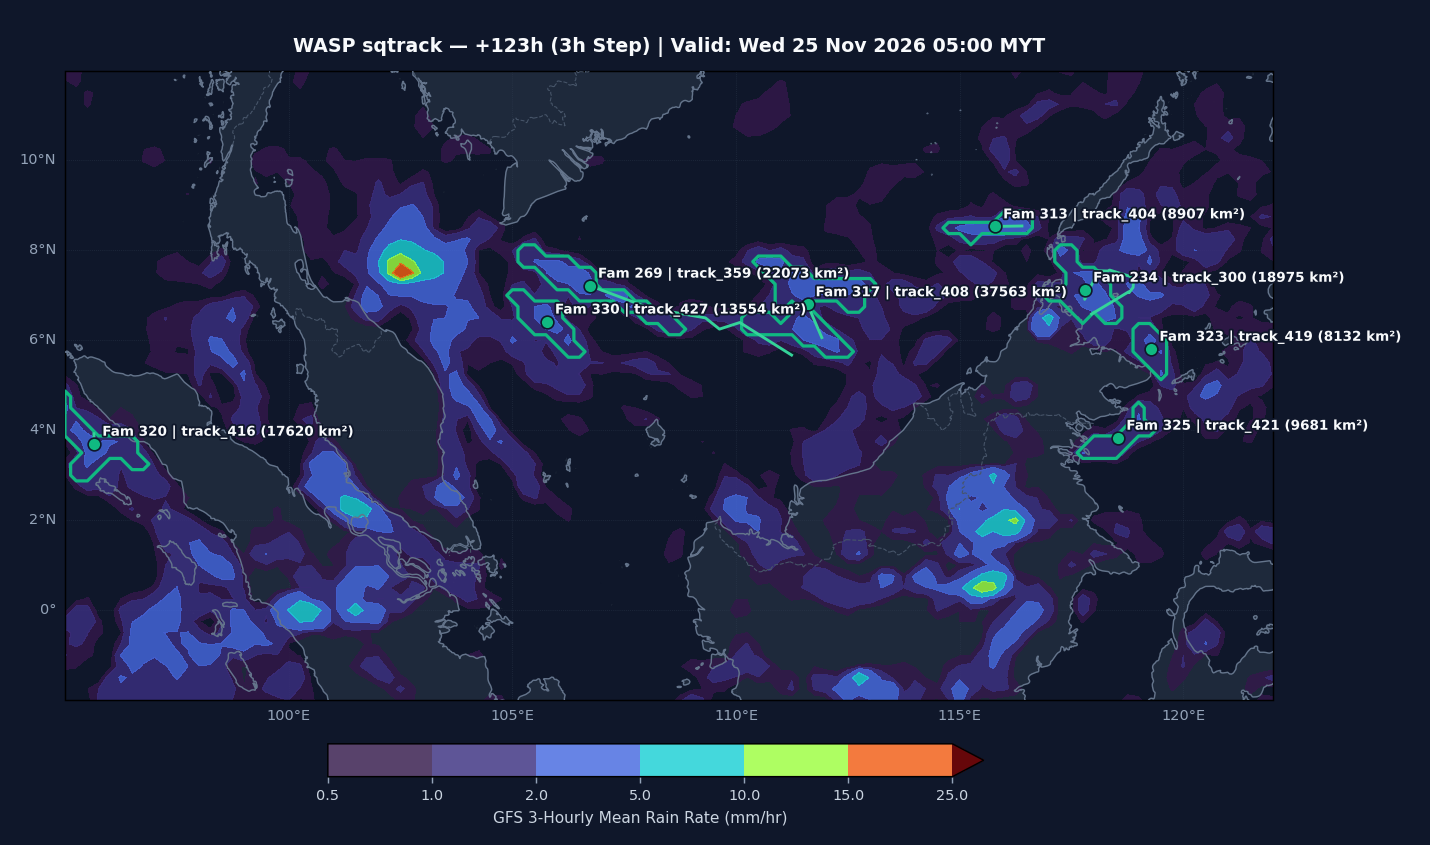 WASP sqtrack — +123h (3h Step) | Valid: Wed 25 Nov 2026 05:00 MYT
10°N
Fam 313 | track_404 (8907 km²)
8°N
Fam 269 | track_359 (22073 km²)
Fam 234 | track_300 (18975 km²)
Fam 317 | track_408 (37563 km²)
Fam 330 | track_427 (13554 km²)
6°N
Fam 323 | track_419 (8132 km²)
4°N
Fam 320 | track_416 (17620 km²)
Fam 325 | track_421 (9681 km²)
2°N
0°
100°E 105°E 110°E 115°E 120°E
0.5 1.0 2.0 5.0 10.0 15.0 25.0
GFS 3-Hourly Mean Rain Rate (mm/hr)